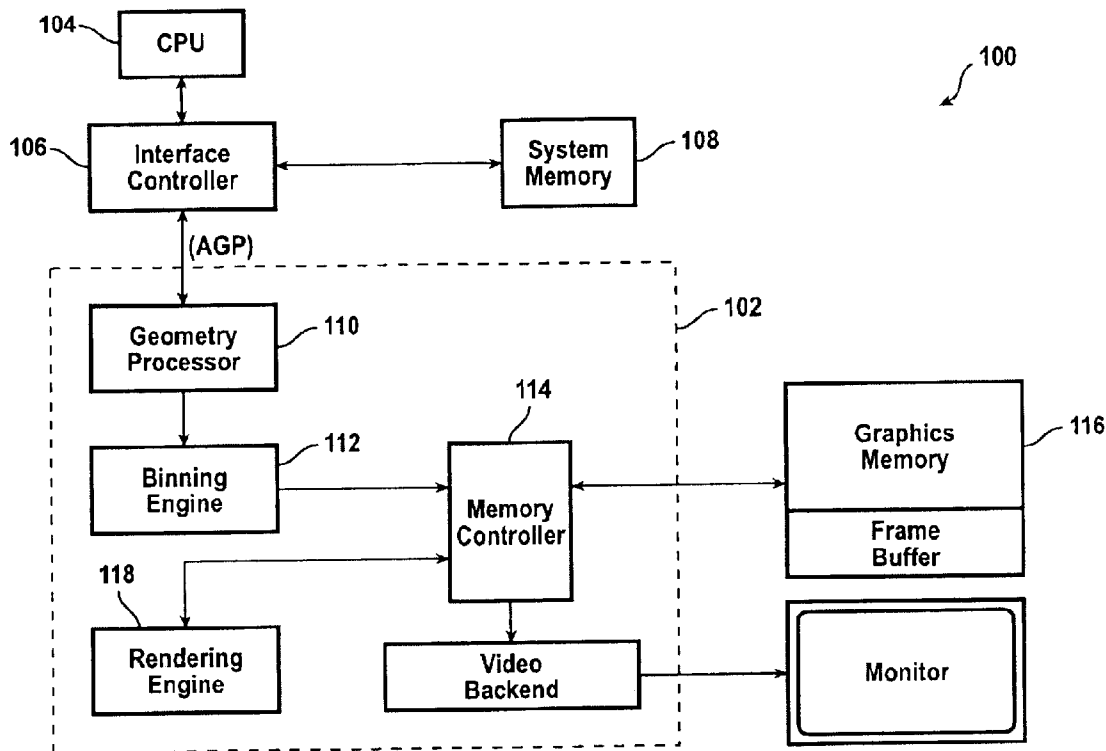 104
CPU
100
106
Interface
Controller
System
Memory
108
(AGP)
102
Geometry
Processor
110
114
112
Binning
Engine
Memory
Controller
Graphics
Memory
116
Frame
Buffer
118
Rendering
Engine
Video
Backend
Monitor